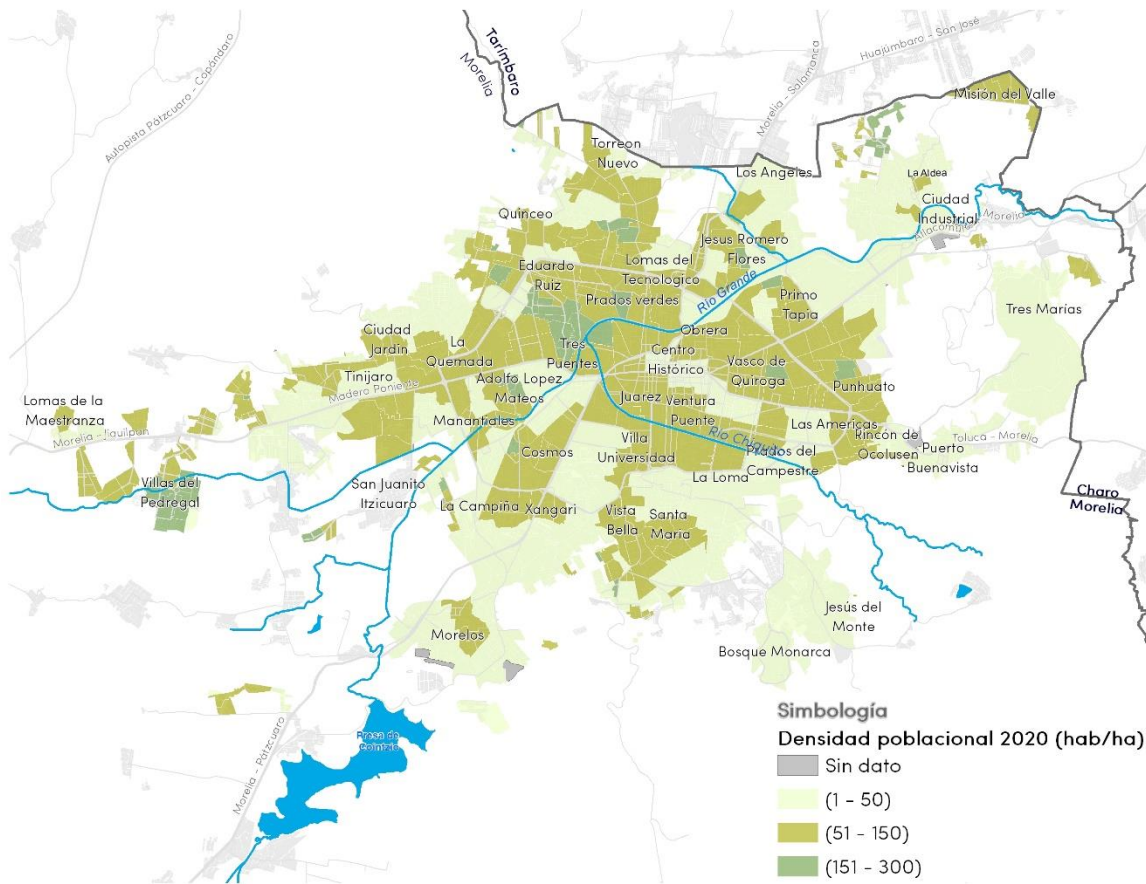 Autopista Pátzcuaro - Copándaro
Tarímbaro
Morelia
Morelia - Salamanca
Huajúmbaro - San José
Misión del Valle
Torreon
Nuevo
Los Angeles
La Aldea
Ciudad
Industrial
Morelia
Atlacomulco
Quinceo
Jesus Romero
Flores
Eduardo
Ruiz
Lomas del
Tecnologico
Río Grande
Prados verdes
Primo
Tapia
Tres Marías
Ciudad
Jardín
La
Quemada
Tres
Puentes
Obrera
Centro
Histórico
Vasco de
Quiroga
Punhuato
Tinijaro
Madero Poniente
Adolfo Lopez
Mateos
Juarez
Ventura
Puente
Lomas de la
Maestranza
Manantiales
Las Americas
Villa
Universidad
Río Chiquito
Rincón de
Ocolusen
Toluca - Morelia
Puerto
Buenavista
Cosmos
Prados del
Campestre
La Loma
Villas del
Pedregal
San Juanito
Itzicuaro
La Campiña
Xangari
Vista
Bella
Santa
Maria
Charo
Morelia
Jesús del
Monte
Morelos
Bosque Monarca
Presa de
Cointzio
Morelia - Pátzcuaro
Simbología
Densidad poblacional 2020 (hab/ha)
Sin dato
(1 - 50)
(51 - 150)
(151 - 300)